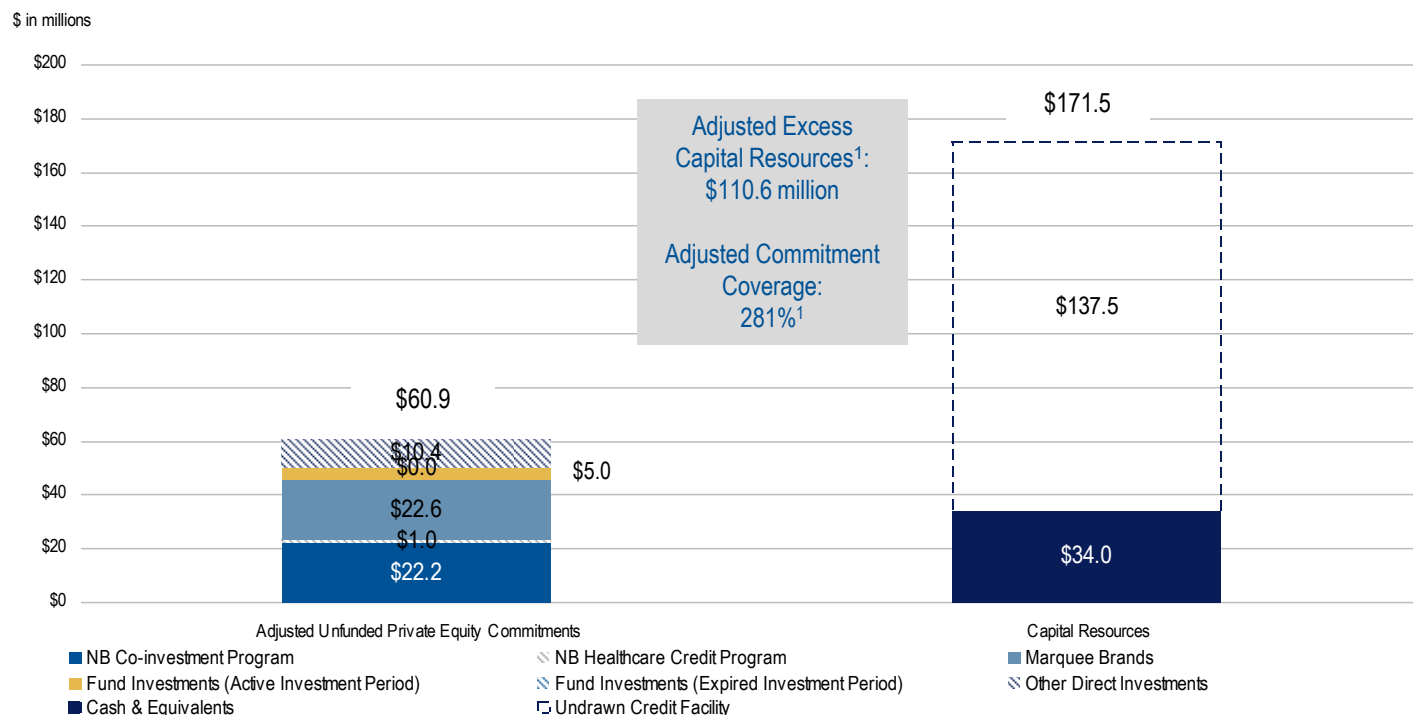 $ in millions
$200
$180
$160
$140
$120
$100
$80
$60
$40
$20
$0
Adjusted Excess
Capital Resources¹:
$110.6 million
Adjusted Commitment
Coverage:
281%¹
$171.5
$137.5
$34.0
$60.9
$10.4
$0.0
$5.0
$22.6
$1.0
$22.2
Adjusted Unfunded Private Equity Commitments
Capital Resources
NB Co-investment Program
NB Healthcare Credit Program
Marquee Brands
Fund Investments (Active Investment Period)
Fund Investments (Expired Investment Period)
Other Direct Investments
Cash & Equivalents
Undrawn Credit Facility